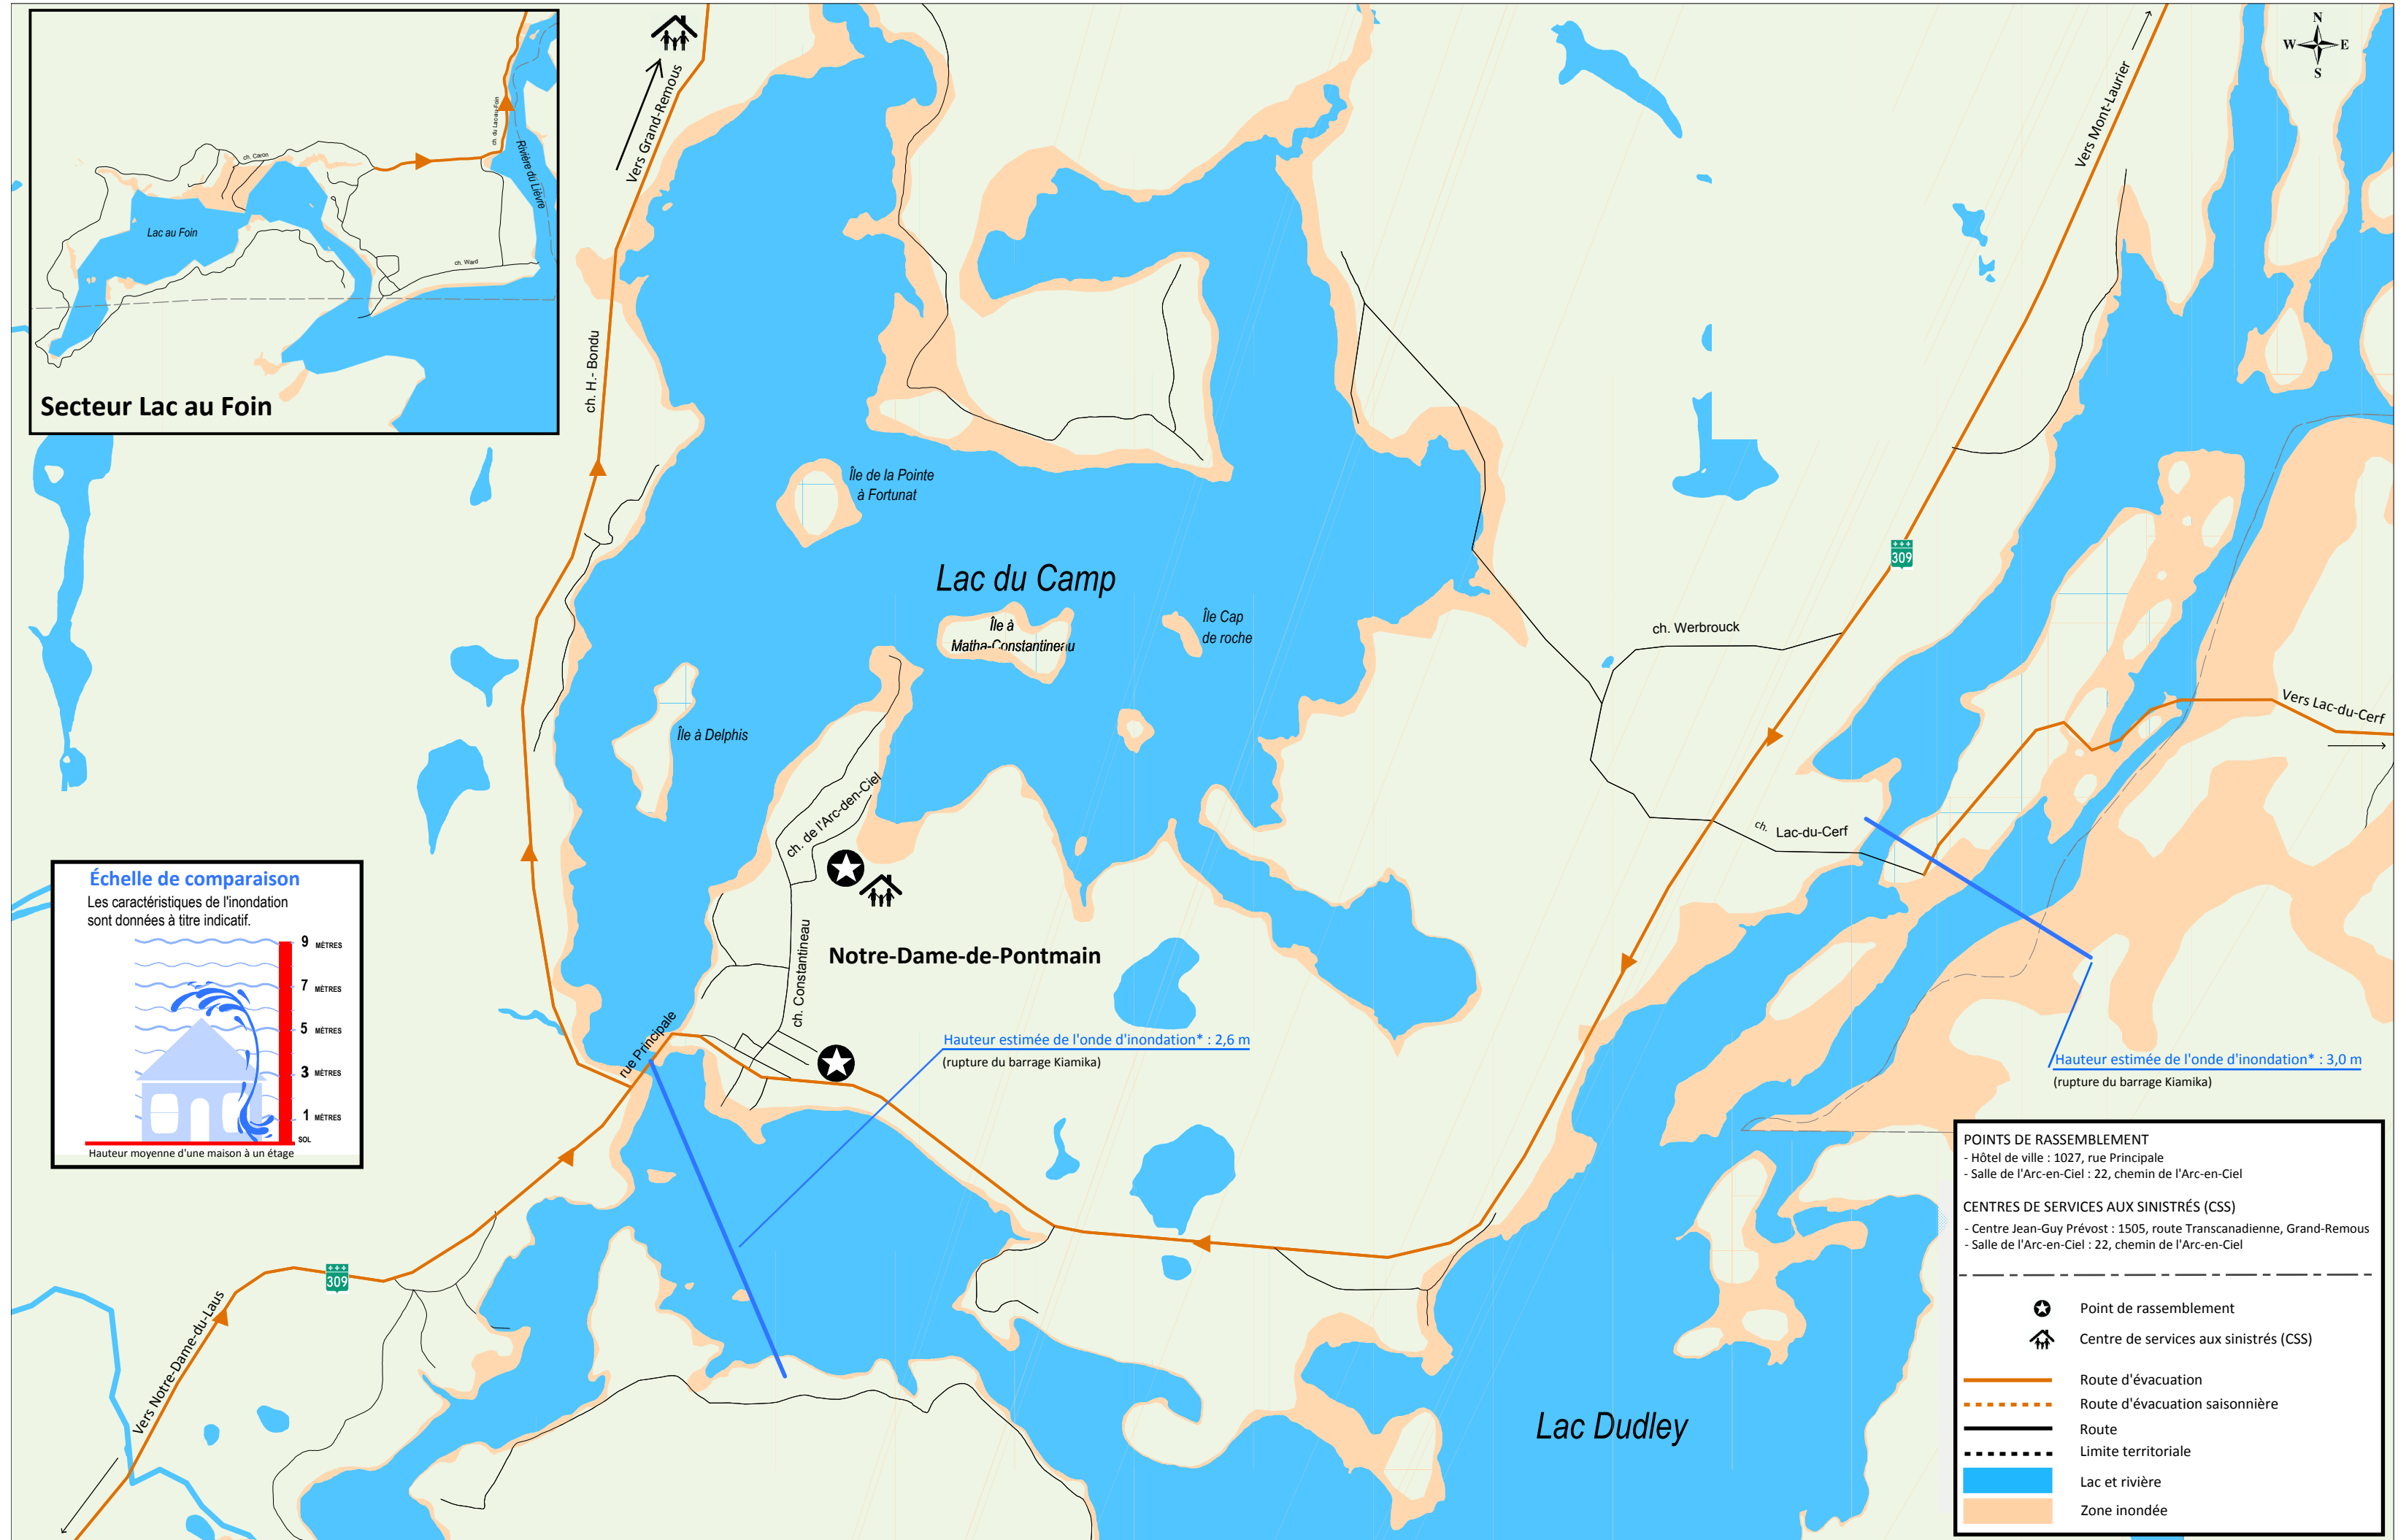 N
W E
S
Vers Grand-Remous
Vers Mont-Laurier
ch. Caron
ch. du Lac-au-Foin
Rivière du Lièvre
Lac au Foin
ch. Ward
Secteur Lac au Foin
ch. H.- Bondu
Île de la Pointe
à Fortunat
309
Lac du Camp
Île à
Matha-Constantineau
Île Cap
de roche
ch. Werbrouck
Île à Delphis
Vers Lac-du-Cerf
ch. de l'Arc-den-Ciel
ch. Lac-du-Cerf
Échelle de comparaison
Les caractéristiques de l'inondation
sont données à titre indicatif.
9 MÈTRES
7 MÈTRES
5 MÈTRES
3 MÈTRES
1 MÈTRES
SOL
Hauteur moyenne d'une maison à un étage
ch. Constantineau
Notre-Dame-de-Pontmain
rue Principale
Hauteur estimée de l'onde d'inondation* : 2,6 m
(rupture du barrage Kiamika)
Hauteur estimée de l'onde d'inondation* : 3,0 m
(rupture du barrage Kiamika)
309
Vers Notre-Dame-du-Laus
Lac Dudley
POINTS DE RASSEMBLEMENT
- Hôtel de ville : 1027, rue Principale
- Salle de l'Arc-en-Ciel : 22, chemin de l'Arc-en-Ciel
CENTRES DE SERVICES AUX SINISTRÉS (CSS)
- Centre Jean-Guy Prévost : 1505, route Transcanadienne, Grand-Remous
- Salle de l'Arc-en-Ciel : 22, chemin de l'Arc-en-Ciel
Point de rassemblement
Centre de services aux sinistrés (CSS)
Route d'évacuation
Route d'évacuation saisonnière
Route
Limite territoriale
Lac et rivière
Zone inondée